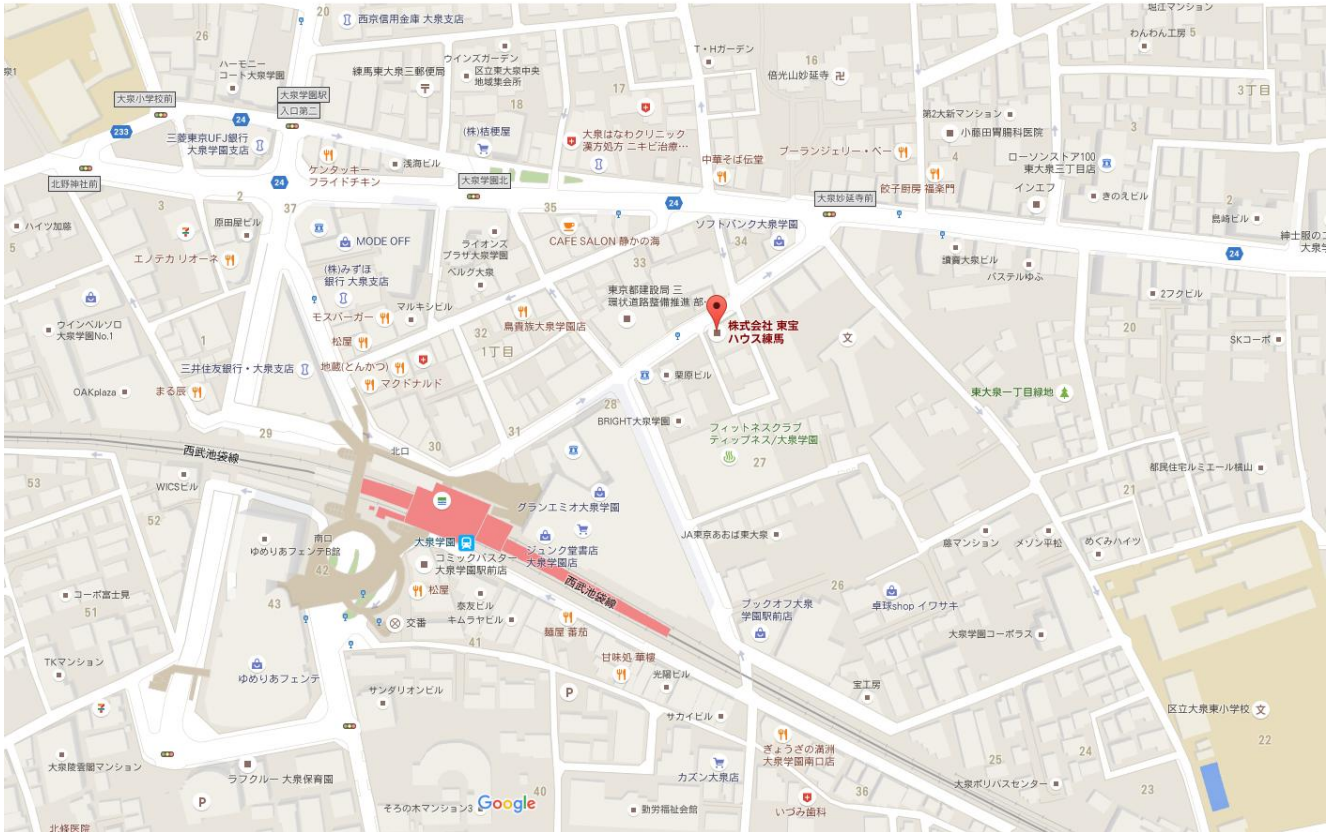 20
西京信用金庫 大泉支店
26
ハーモニー
コート大泉学園
練馬東大泉三郵便局
ウインズガーデン
区立東大泉中央
地域集会所
18
17
T・Hガーデン
16
倍光山妙延寺
堀江マンション
わんわん工房
5
3丁目
3
泉1
大泉小学校前
大泉学園駅
入口第二
233
24
三菱東京UFJ銀行
大泉学園支店
(株)桔梗屋
大泉はなわクリニック
漢方処方 ニキビ治療…
第2大新マンション
小藤田胃腸科医院
ケンタッキー
フライドチキン
浅海ビル
中華そば伝堂
ブーランジェリー・ベー
4
ローソンストア100
東大泉三丁目店
北野神社前
24
大泉学園北
餃子厨房 福楽門
インエフ
きのえビル
2
3
2
37
35
24
大泉妙延寺前
ハイツ加藤
原田屋ビル
CAFE SALON 静かの海
ソフトバンク大泉学園
島崎ビル
5
MODE OFF
ライオンズ
プラザ大泉学園
34
紳士服のコ
大泉学
エノテカ リオーネ
ベルグ大泉
33
24
(株)みずほ
銀行 大泉支店
東京都建設局 三
環状道路整備推進 部…
パステルゆふ
2フクビル
モスバーガー
マルキシビル
鳥貴族大泉学園店
株式会社 東宝
ハウス練馬
ウインベルソロ
大泉学園No.1
1
松屋
32
1丁目
文
20
SKコーポ
三井住友銀行・大泉支店
地蔵(とんかつ)
マクドナルド
栗原ビル
OAKplaza
まる辰
28
東大泉一丁目緑地
BRIGHT大泉学園
29
30
31
フィットネスクラブ
ティップネス/大泉学園
西武池袋線
北口
27
都民住宅ルミエール横山
53
WICSビル
21
グランエミオ大泉学園
52
南口
ゆめりあフェンテB館
大泉学園
ジュンク堂書店
大泉学園店
JA東京あおば東大泉
藤マンション
メゾン平松
めぐみハイツ
42
コミックバスター
大泉学園駅前店
西武池袋線
26
コーポ富士見
51
43
松屋
泰友ビル
ブックオフ大泉
学園駅前店
卓球shop イワサキ
交番
キムラヤビル
麺屋 番茄
大泉学園コーポラス
41
ゆめりあフェンテ
甘味処 華樓
TKマンション
光陽ビル
宝工房
サンダリオンビル
P
サカイビル
区立大泉東小学校
文
22
大泉陵雲閣マンション
ぎょうざの満洲
大泉学園南口店
25
24
ラフクルー 大泉保育園
カズン大泉店
大泉ポリバスセンター
23
P
40
そろの木マンション3
Google
勤労福祉会館
いづみ歯科
36
北條医院